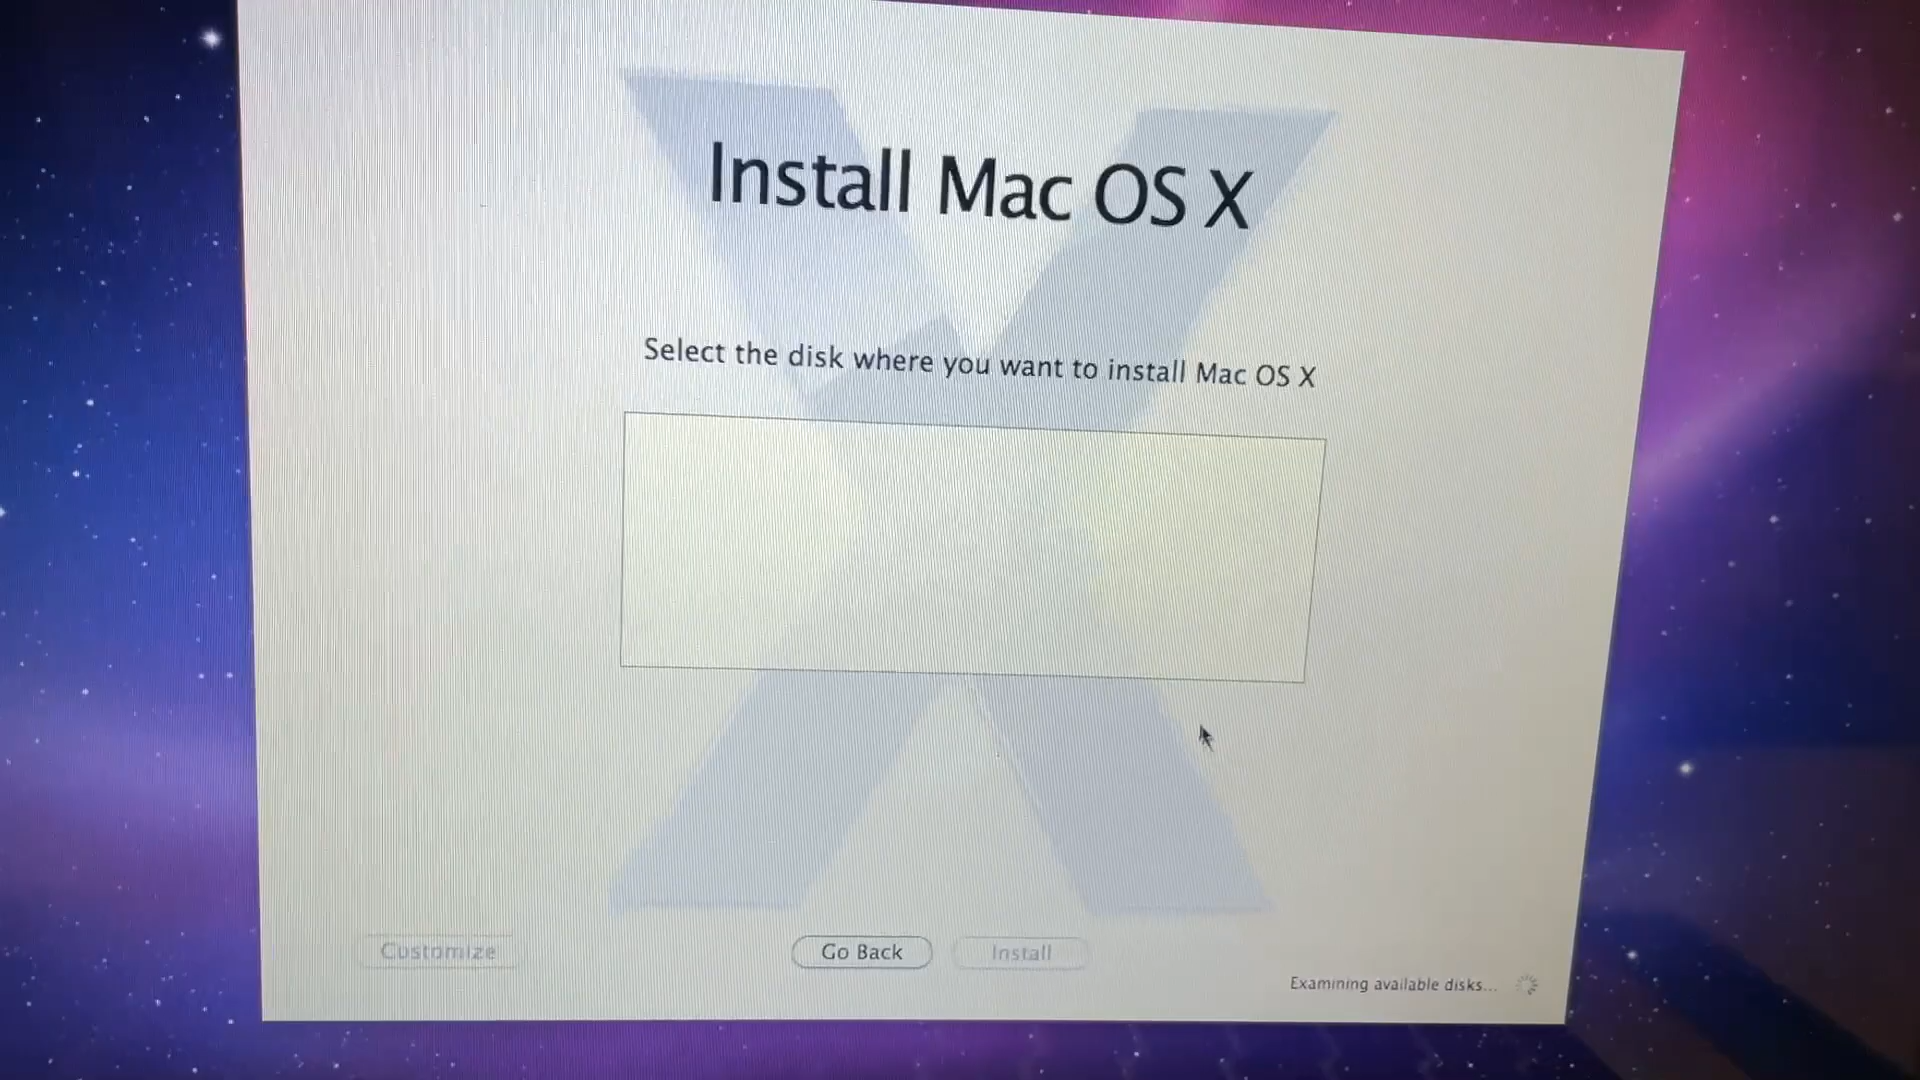 Install Mac OS X
Select the disk where you want to install Mac OS X
Customize
Go Back
Install
Examining available disks...